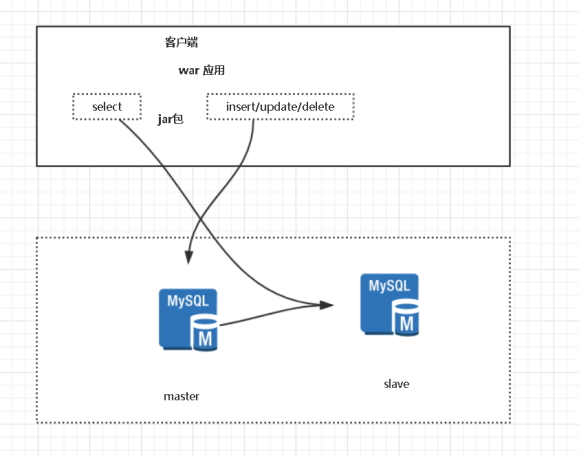 客户端
war 应用
select
insert/update/delete
jar包
MySQL
M
MySQL
M
master
slave